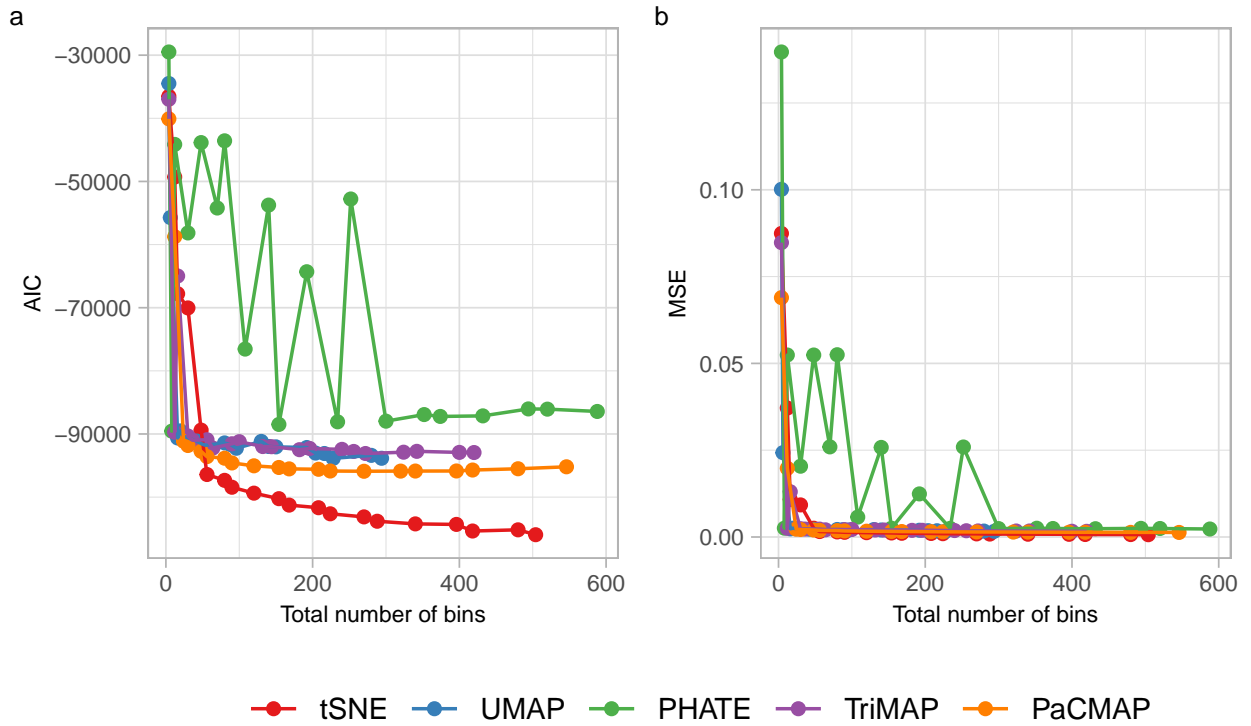 a
b
−30000
−50000
−70000
−90000
AIC
0
200
400
600
Total number of bins
0.10
0.05
0.00
MSE
0
200
400
600
Total number of bins
tSNE UMAP PHATE TriMAP PaCMAP